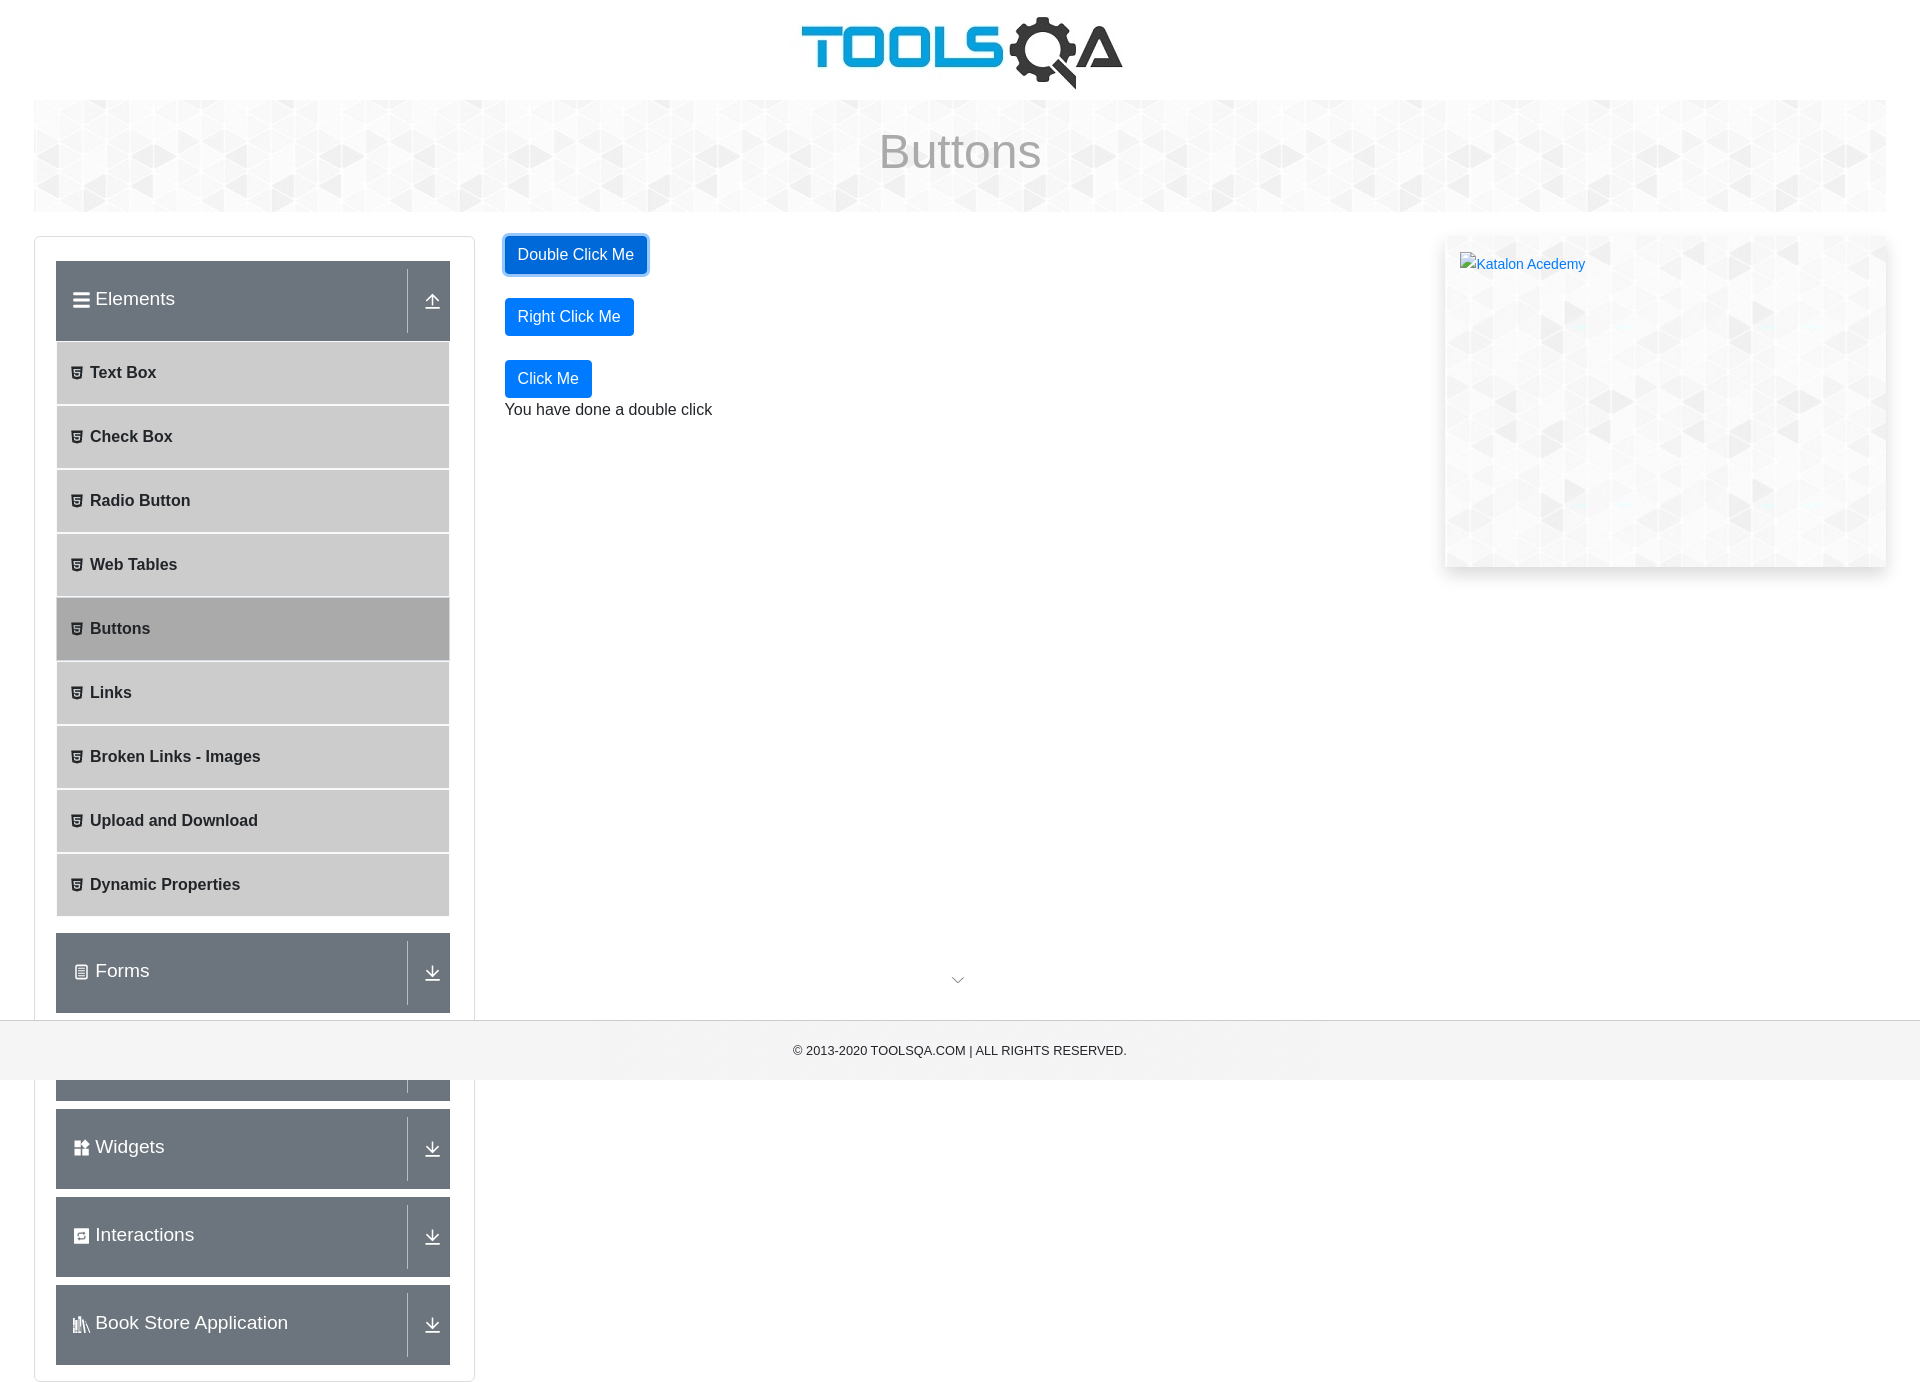 TOOLSQA
Buttons
Elements
Text Box
Check Box
Radio Button
Web Tables
Buttons
Links
Broken Links - Images
Upload and Download
Dynamic Properties
Forms
Widgets
Interactions
Book Store Application
Double Click Me
Right Click Me
Click Me
You have done a double click
Katalon Acedemy
© 2013-2020 TOOLSQA.COM | ALL RIGHTS RESERVED.